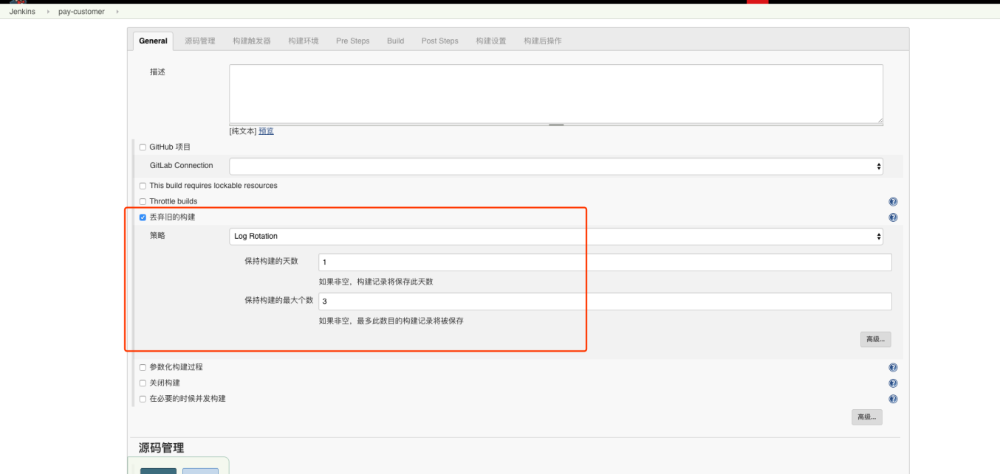 Jenkins pay-customer
General 源码管理 构建触发器 构建环境 Pre Steps Build Post Steps 构建设置 构建后操作
描述
[纯文本] 预览
GitHub 项目
GitLab Connection
This build requires lockable resources
Throttle builds
丢弃旧的构建
策略 Log Rotation
保持构建的天数 1
如果非空，构建记录将保存此天数
保持构建的最大个数 3
如果非空，最多此数目的构建记录将被保存
高级...
参数化构建过程
关闭构建
在必要的时候并发构建
高级...
源码管理